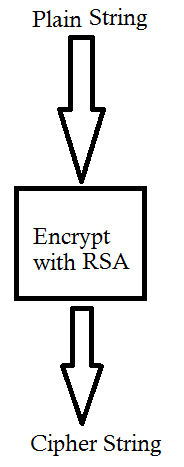 Plain String
Encrypt
with RSA
Cipher String